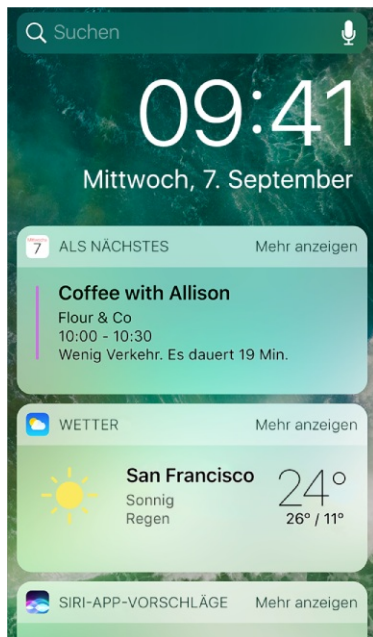 Suchen
09:41
Mittwoch, 7. September
7 ALS NÄCHSTES Mehr anzeigen
Coffee with Allison
Flour & Co
10:00 - 10:30
Wenig Verkehr. Es dauert 19 Min.
WETTER Mehr anzeigen
San Francisco 24°
Sonnig
Regen 26° / 11°
SIRI-APP-VORSCHLÄGE Mehr anzeigen